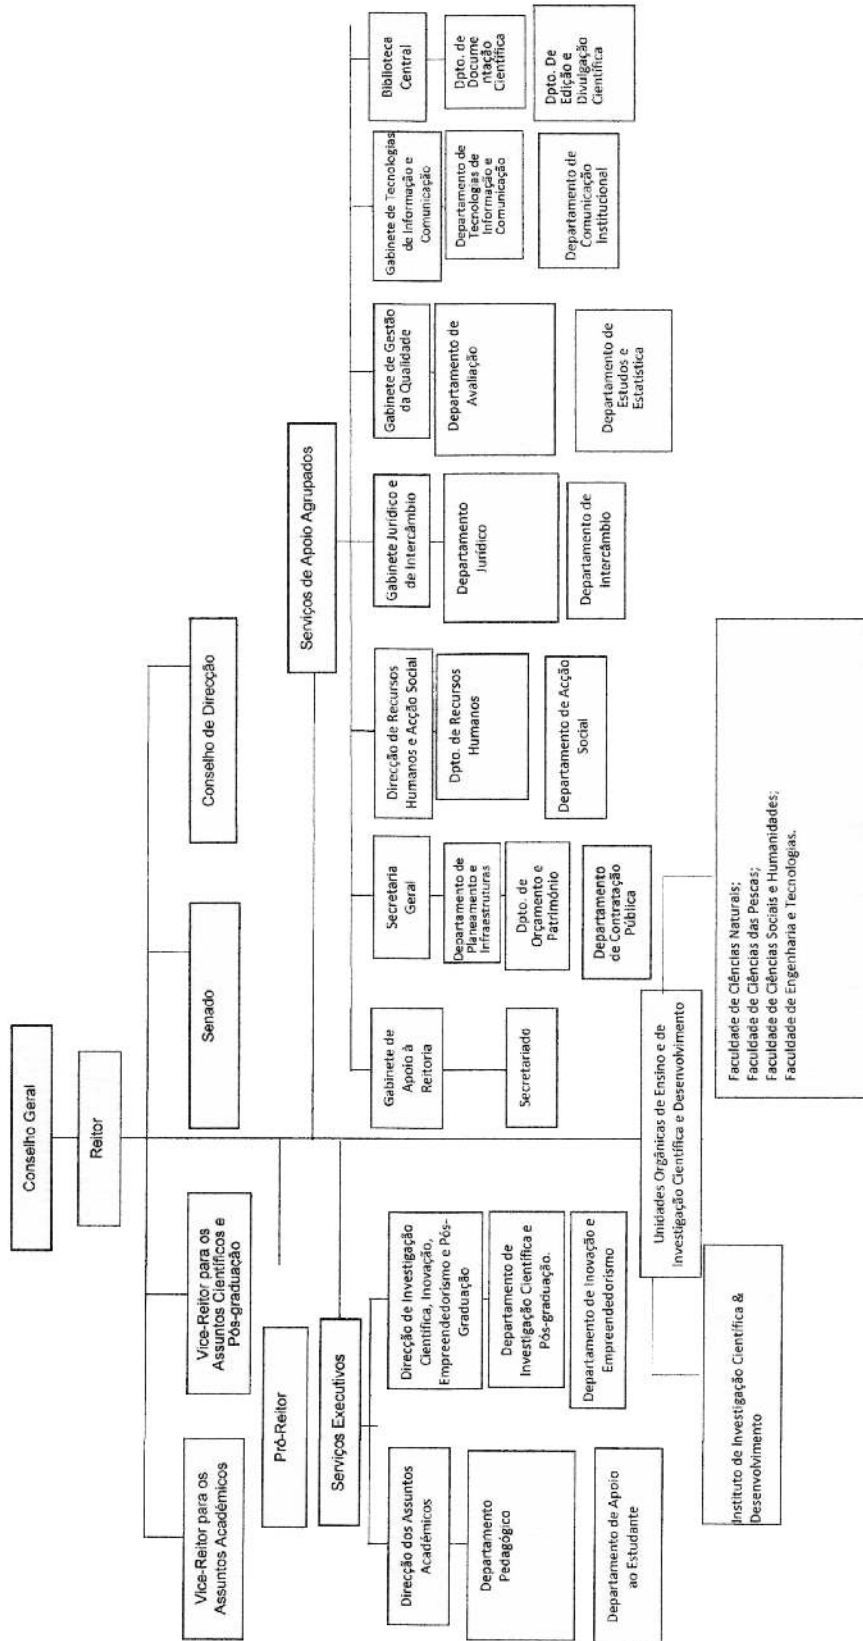 Conselho Geral
Reitor
Vice-Reitor para os
Assuntos Académicos
Vice-Reitor para os
Assuntos Científicos e
Pós-graduação
Senado
Conselho de Direcção
Pró-Reitor
Serviços Executivos
Serviços de Apoio Agrupados
Direcção dos Assuntos
Académicos
Departamento
Pedagógico
Departamento de Apoio
ao Estudante
Direcção de Investigação
Científica, Inovação,
Empreendedorismo e Pós-
Graduação
Departamento de
Investigação Científica e
Pós-graduação.
Departamento de Inovação e
Empreendedorismo
Gabinete de
Apoio à
Reitoria
Secretariado
Secretaria
Geral
Departamento de
Planeamento e
Infraestruturas
Dpto. de
Orçamento e
Património
Departamento
de Contratação
Pública
Direcção de Recursos
Humanos e Acção Social
Dpto. de Recursos
Humanos
Departamento de Acção
Social
Gabinete Jurídico e
de Intercâmbio
Departamento
Jurídico
Departamento de
Intercâmbio
Gabinete de Gestão
da Qualidade
Departamento de
Avaliação
Departamento de
Estudos e
Estatística
Gabinete de Tecnologias
de Informação e
Comunicação
Departamento de
Tecnologias de
Informação e
Comunicação
Departamento de
Comunicação
Institucional
Biblioteca
Central
Dpto. de
Docume
ntação
Científica
Dpto. De
Edição e
Divulgação
Científica
Unidades Orgânicas de Ensino e de
Investigação Científica e Desenvolvimento
Instituto de Investigação Científica &
Desenvolvimento
Faculdade de Ciências Naturais;
Faculdade de Ciências das Pescas;
Faculdade de Ciências Sociais e Humanidades;
Faculdade de Engenharia e Tecnologias.